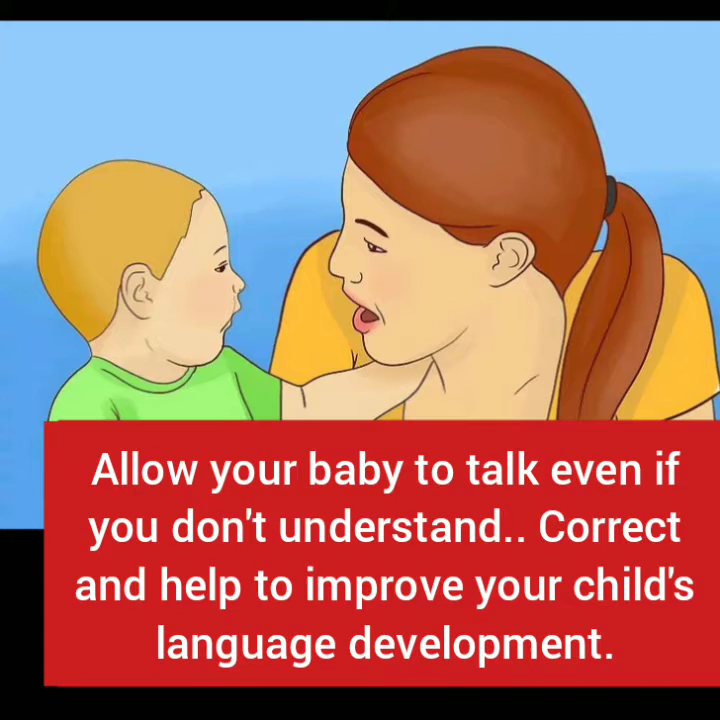 Allow your baby to talk even if
you don't understand.. Correct
and help to improve your child's
language development.